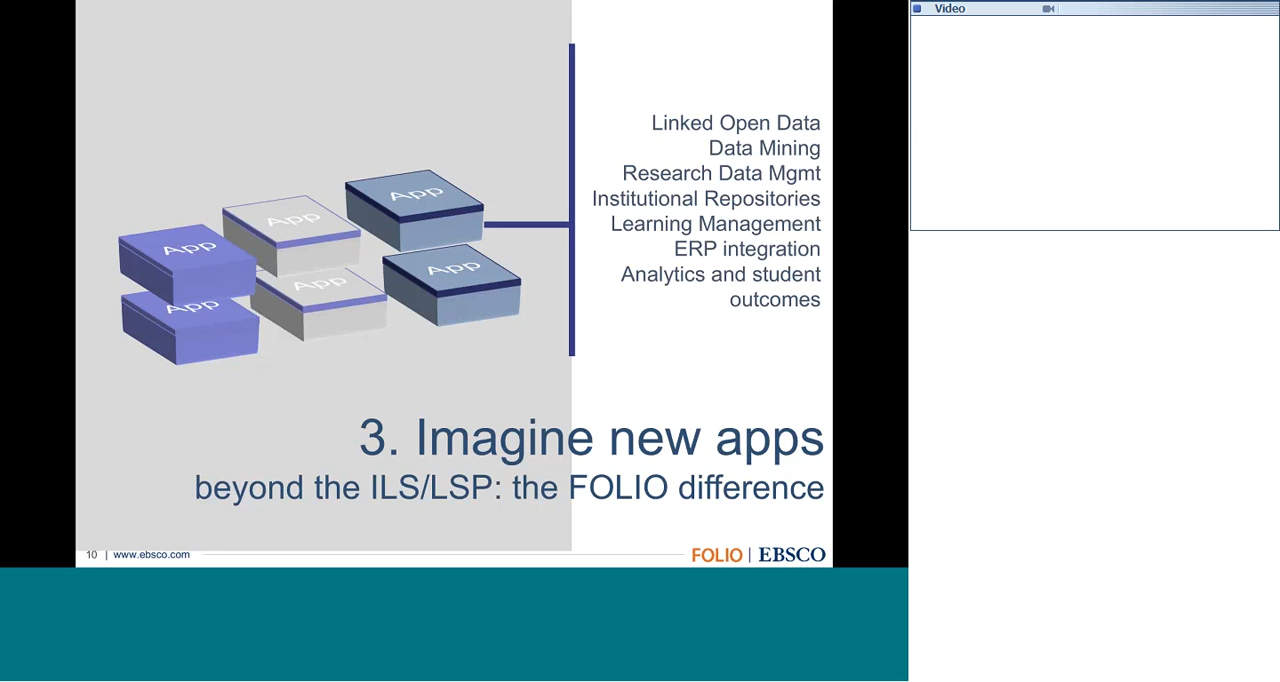 Video
Linked Open Data
Data Mining
Research Data Mgmt
Institutional Repositories
Learning Management
ERP integration
Analytics and student
outcomes
App
App
App
App
App
App
3. Imagine new apps
beyond the ILS/LSP: the FOLIO difference
10 | www.ebsco.com
FOLIO | EBSCO